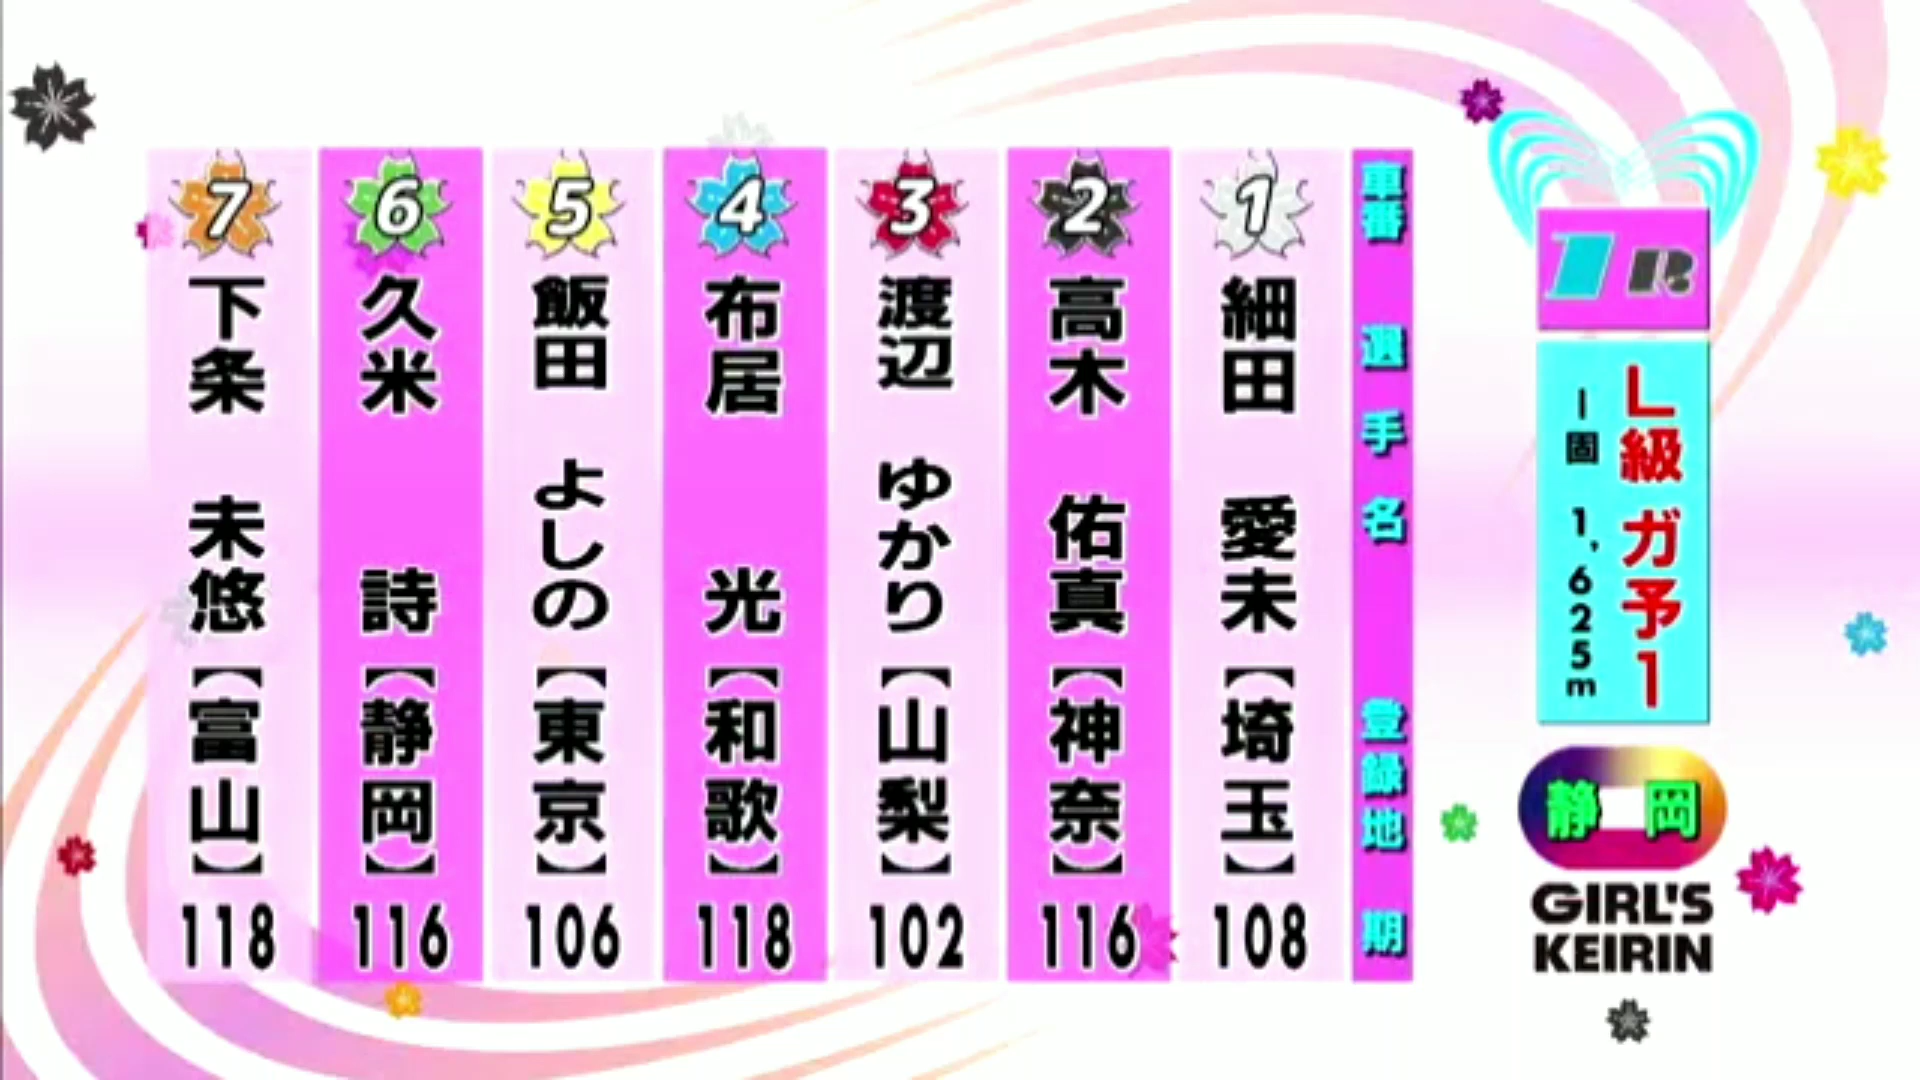 1R
L級 ガ予1
I固 1,625m
静岡
GIRL'S
KEIRIN
車番 選手名 登録地 期
1 細田 愛未【埼玉】108
2 高木 佑真【神奈】116
3 渡辺 ゆかり【山梨】102
4 布居 光【和歌】118
5 飯田 よしの【東京】106
6 久米 詩【静岡】116
7 下条 未悠【富山】118